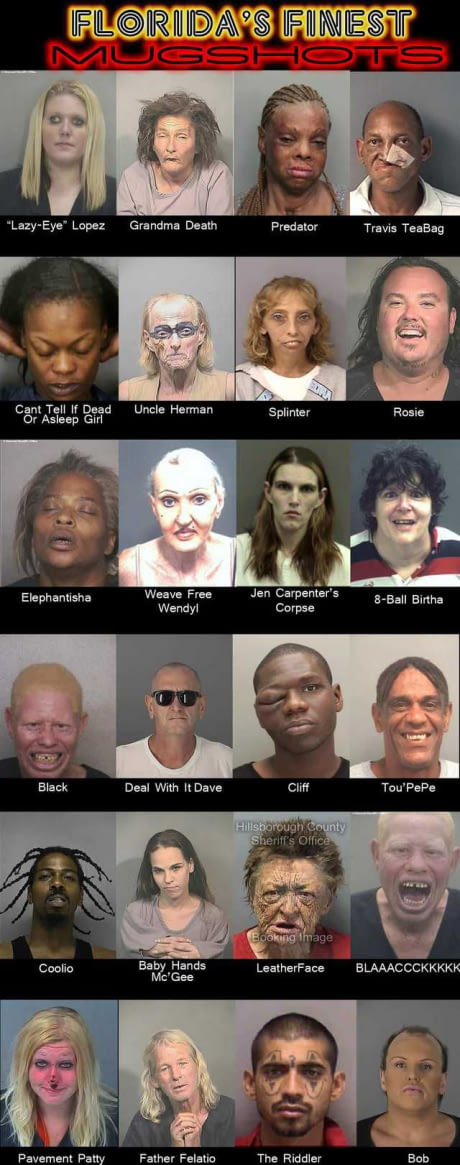 FLORIDA'S FINEST
MUGSHOTS
"Lazy-Eye" Lopez
Grandma Death
Predator
Travis TeaBag
Cant Tell If Dead
Or Asleep Girl
Uncle Herman
Splinter
Rosie
Elephantisha
Weave Free
Wendyl
Jen Carpenter's
Corpse
8-Ball Birtha
Black
Deal With It Dave
Cliff
Tou'PePe
Hillsborough County
Sheriff's Office
Booking Image
Coolio
Baby Hands
Mc'Gee
LeatherFace
BLAAACCCKKKKK
Pavement Patty
Father Felatio
The Riddler
Bob